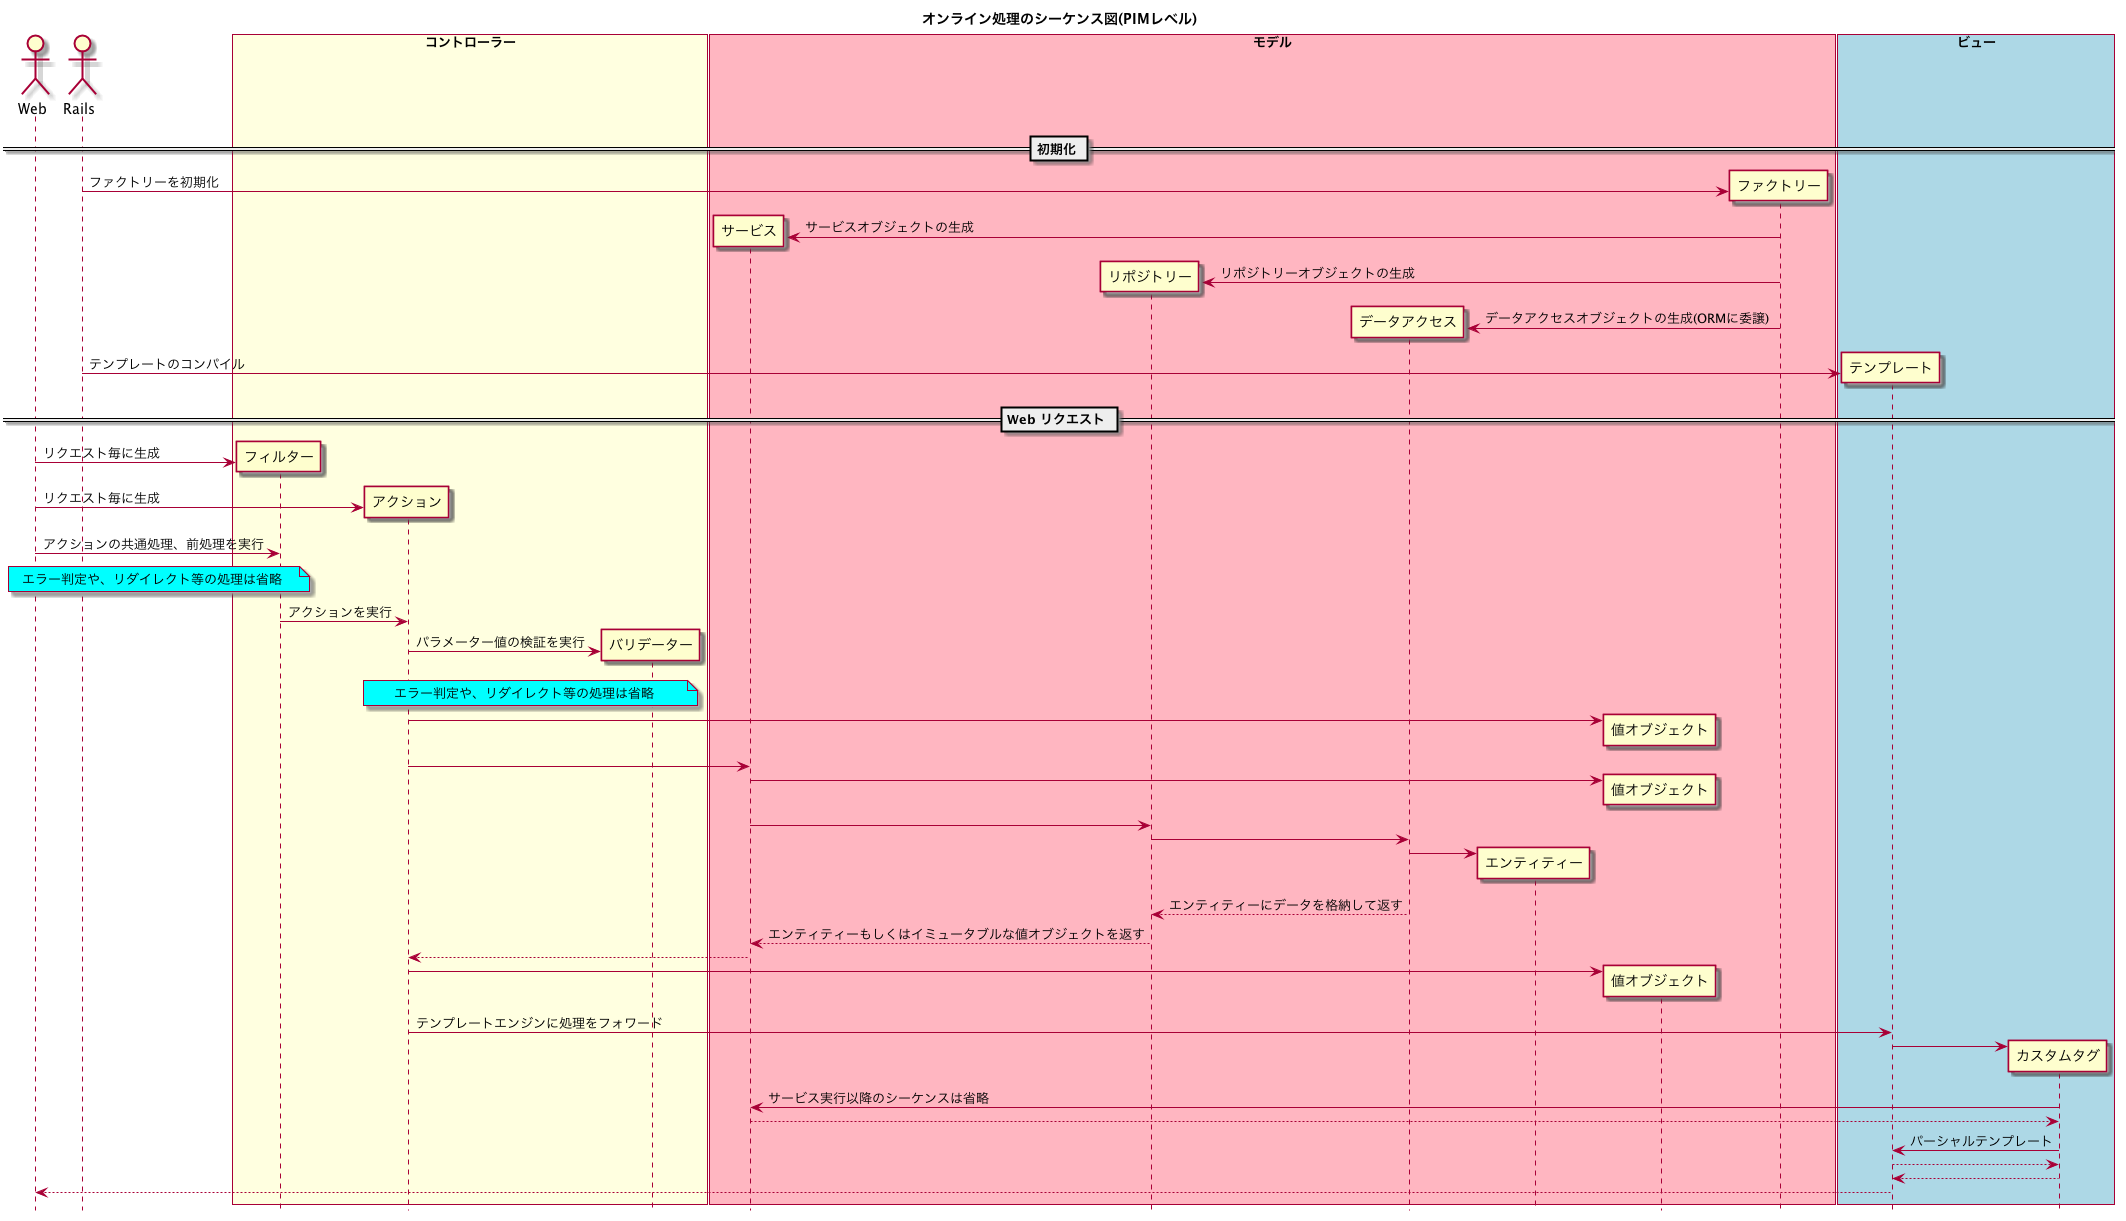 オンライン処理のシーケンス図(PIMレベル)
コントローラー
モデル
ビュー
Web
Rails
初期化
ファクトリーを初期化
ファクトリー
サービス
サービスオブジェクトの生成
リポジトリー
リポジトリーオブジェクトの生成
データアクセス
データアクセスオブジェクトの生成(ORMに委譲)
テンプレートのコンパイル
テンプレート
Web リクエスト
リクエスト毎に生成
フィルター
リクエスト毎に生成
アクション
アクションの共通処理、前処理を実行
エラー判定や、リダイレクト等の処理は省略
アクションを実行
パラメーター値の検証を実行
バリデーター
エラー判定や、リダイレクト等の処理は省略
値オブジェクト
値オブジェクト
エンティティー
エンティティーにデータを格納して返す
エンティティーもしくはイミュータブルな値オブジェクトを返す
値オブジェクト
テンプレートエンジンに処理をフォワード
カスタムタグ
サービス実行以降のシーケンスは省略
パーシャルテンプレート